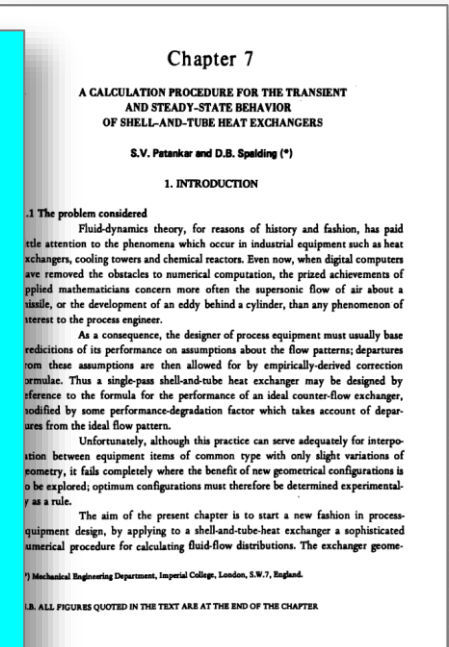 Chapter 7
A CALCULATION PROCEDURE FOR THE TRANSIENT
AND STEADY-STATE BEHAVIOR
OF SHELL-AND-TUBE HEAT EXCHANGERS
S.V. Patankar and D.B. Spalding (*)
1. INTRODUCTION
.1 The problem considered
Fluid-dynamics theory, for reasons of history and fashion, has paid
ttle attention to the phenomena which occur in industrial equipment such as heat
xchangers, cooling towers and chemical reactors. Even now, when digital computers
ave removed the obstacles to numerical computation, the prized achievements of
pplied mathematicians concern more often the supersonic flow of air about a
issile, or the development of an eddy behind a cylinder, than any phenomenon of
terest to the process engineer.
As a consequence, the designer of process equipment must usually base
redicitions of its performance on assumptions about the flow patterns; departures
rom these assumptions are then allowed for by empirically-derived correction
ormulae. Thus a single-pass shell-and-tube heat exchanger may be designed by
eference to the formula for the performance of an ideal counter-flow exchanger,
odified by some performance-degradation factor which takes account of depar-
ures from the ideal flow pattern.
Unfortunately, although this practice can serve adequately for interpo-
ation between equipment items of common type with only slight variations of
eometry, it fails completely where the benefit of new geometrical configurations is
o be explored; optimum configurations must therefore be determined experimental-
y as a rule.
The aim of the present chapter is to start a new fashion in process-
quipment design, by applying to a shell-and-tube-heat exchanger a sophisticated
umerical procedure for calculating fluid-flow distributions. The exchanger geome-
*) Mechanical Engineering Department, Imperial College, London, S.W.7, England.
.B. ALL FIGURES QUOTED IN THE TEXT ARE AT THE END OF THE CHAPTER